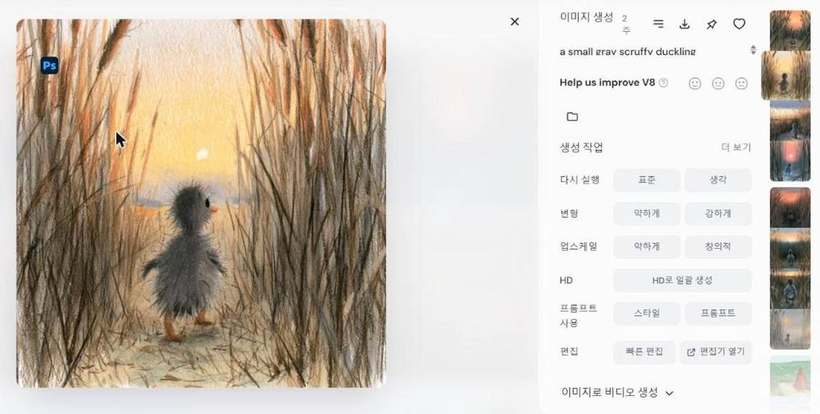 Ps
이미지 생성
2
주
a small gray scruffy duckling
Help us improve V8
생성 작업
더 보기
다시 실행
표준
생각
변형
약하게
강하게
업스케일
약하게
창의적
HD
HD로 일괄 생성
프롬프트
사용
스타일
프롬프트
편집
빠른 편집
편집기 열기
이미지로 비디오 생성